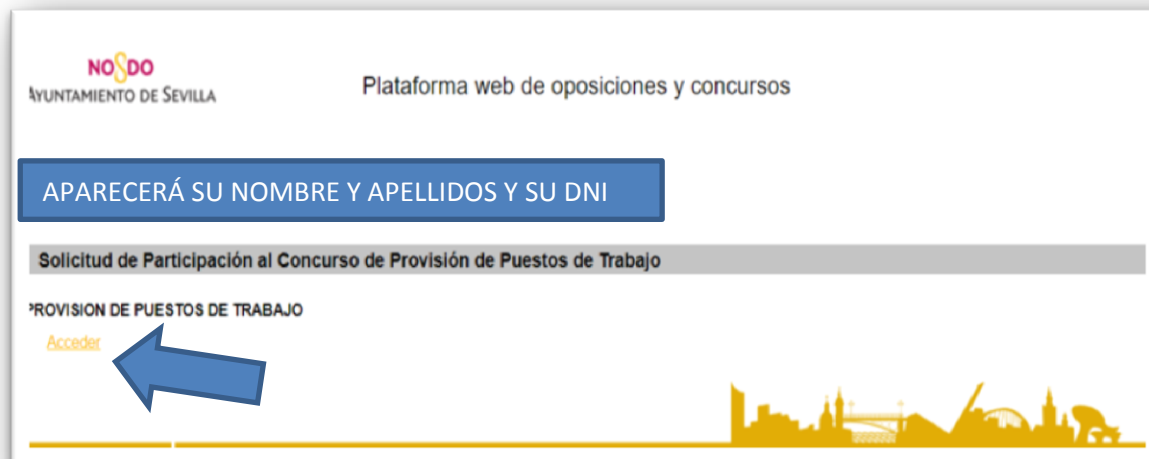 NO8DO
AYUNTAMIENTO DE SEVILLA
Plataforma web de oposiciones y concursos
APARECERÁ SU NOMBRE Y APELLIDOS Y SU DNI
Solicitud de Participación al Concurso de Provisión de Puestos de Trabajo
PROVISION DE PUESTOS DE TRABAJO
Acceder